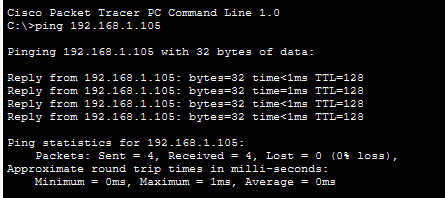 Cisco Packet Tracer PC Command Line 1.0
C:\>ping 192.168.1.105
Pinging 192.168.1.105 with 32 bytes of data:
Reply from 192.168.1.105: bytes=32 time<1ms TTL=128
Reply from 192.168.1.105: bytes=32 time=1ms TTL=128
Reply from 192.168.1.105: bytes=32 time<1ms TTL=128
Reply from 192.168.1.105: bytes=32 time<1ms TTL=128
Ping statistics for 192.168.1.105:
Packets: Sent = 4, Received = 4, Lost = 0 (0% loss),
Approximate round trip times in milli-seconds:
Minimum = 0ms, Maximum = 1ms, Average = 0ms